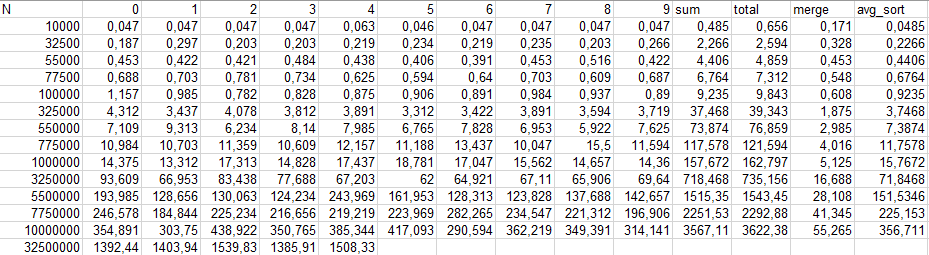 N 0 1 2 3 4 5 6 7 8 9 sum total merge avg_sort
10000 0,047 0,047 0,047 0,047 0,063 0,046 0,047 0,047 0,047 0,047 0,485 0,656 0,171 0,0485
32500 0,187 0,297 0,203 0,203 0,219 0,234 0,219 0,235 0,203 0,266 2,266 2,594 0,328 0,2266
55000 0,453 0,422 0,421 0,484 0,438 0,406 0,391 0,453 0,516 0,422 4,406 4,859 0,453 0,4406
77500 0,688 0,703 0,781 0,734 0,625 0,594 0,64 0,703 0,609 0,687 6,764 7,312 0,548 0,6764
100000 1,157 0,985 0,782 0,828 0,875 0,906 0,891 0,984 0,937 0,89 9,235 9,843 0,608 0,9235
325000 4,312 3,437 4,078 3,812 3,891 3,312 3,422 3,891 3,594 3,719 37,468 39,343 1,875 3,7468
550000 7,109 9,313 6,234 8,14 7,985 6,765 7,828 6,953 5,922 7,625 73,874 76,859 2,985 7,3874
775000 10,984 10,703 11,359 10,609 12,157 11,188 13,437 10,047 15,5 11,594 117,578 121,594 4,016 11,7578
1000000 14,375 13,312 17,313 14,828 17,437 18,781 17,047 15,562 14,657 14,36 157,672 162,797 5,125 15,7672
3250000 93,609 66,953 83,438 77,688 67,203 62 64,921 67,11 65,906 69,64 718,468 735,156 16,688 71,8468
5500000 193,985 128,656 130,063 124,234 243,969 161,953 128,313 123,828 137,688 142,657 1515,35 1543,45 28,108 151,5346
7750000 246,578 184,844 225,234 216,656 219,219 223,969 282,265 234,547 221,312 196,906 2251,53 2292,88 41,345 225,153
10000000 354,891 303,75 438,922 350,765 385,344 417,093 290,594 362,219 349,391 314,141 3567,11 3622,38 55,265 356,711
32500000 1392,44 1403,94 1539,83 1385,91 1508,33